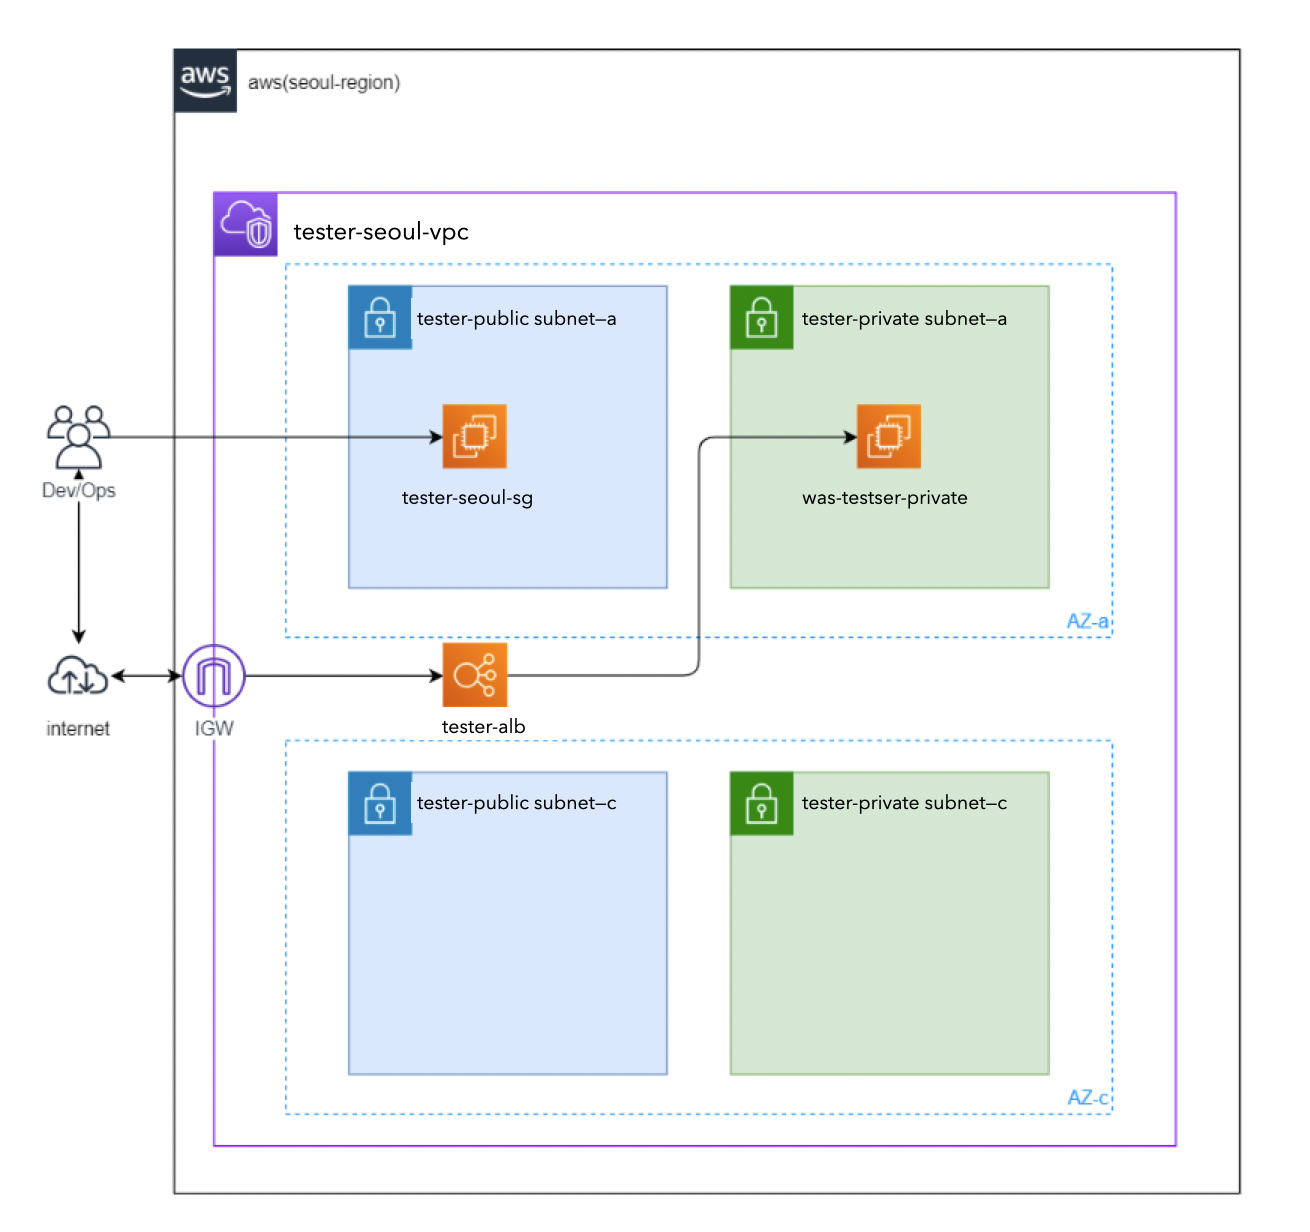 aws
aws(seoul-region)
tester-seoul-vpc
tester-public subnet–a
tester-private subnet–a
Dev/Ops
tester-seoul-sg
was-testser-private
AZ-a
internet
IGW
tester-alb
tester-public subnet–c
tester-private subnet–c
AZ-c